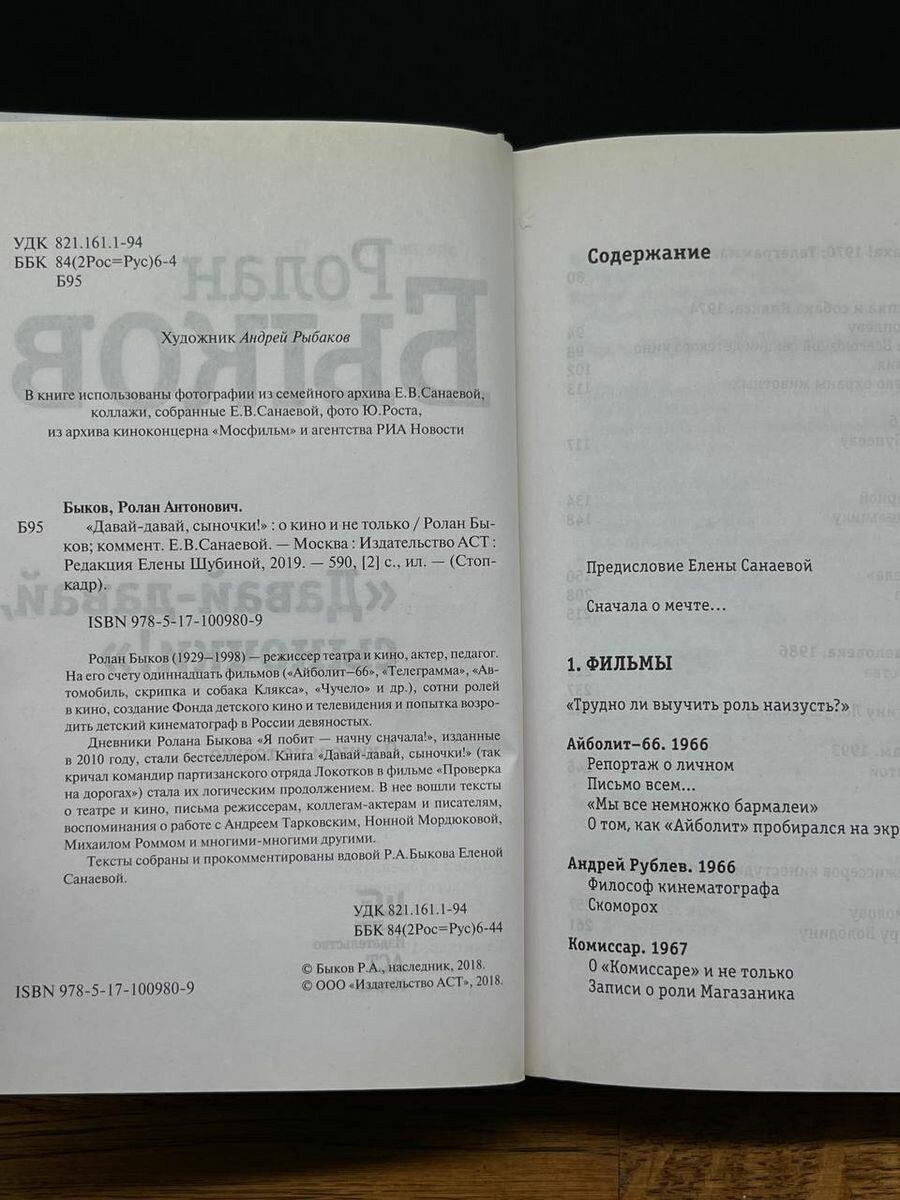 УДК 821.161.1-94
ББК 84(2Рос=Рус)6-4
Б95
Художник Андрей Рыбаков
В книге использованы фотографии из семейного архива Е.В.Санаевой,
коллажи, собранные Е.В.Санаевой, фото Ю.Роста,
из архива киноконцерна «Мосфильм» и агентства РИА Новости
Быков, Ролан Антонович.
Б95 «Давай-давай, сыночки!» : о кино и не только / Ролан Бы-
ков; коммент. Е.В.Санаевой. — Москва : Издательство АСТ :
Редакция Елены Шубиной, 2019. — 590, [2] с., ил. — (Стоп-
кадр).
ISBN 978-5-17-100980-9
Ролан Быков (1929—1998) — режиссер театра и кино, актер, педагог.
На его счету одиннадцать фильмов («Айболит—66», «Телеграмма», «Ав-
томобиль, скрипка и собака Клякса», «Чучело» и др.), сотни ролей
в кино, создание Фонда детского кино и телевидения и попытка возро-
дить детский кинематограф в России девяностых.
Дневники Ролана Быкова «Я побит — начну сначала!», изданные
в 2010 году, стали бестселлером. Книга «Давай-давай, сыночки!» (так
кричал командир партизанского отряда Локотков в фильме «Проверка
на дорогах») стала их логическим продолжением. В нее вошли тексты
о театре и кино, письма режиссерам, коллегам-актерам и писателям,
воспоминания о работе с Андреем Тарковским, Нонной Мордюковой,
Михаилом Роммом и многими-многими другими.
Тексты собраны и прокомментированы вдовой Р.А.Быкова Еленой
Санаевой.
УДК 821.161.1-94
ББК 84(2Рос=Рус)6-44
© Быков Р.А., наследник, 2018.
ISBN 978-5-17-100980-9 © ООО «Издательство АСТ», 2018.
Содержание
Предисловие Елены Санаевой
Сначала о мечте...
1. ФИЛЬМЫ
«Трудно ли выучить роль наизусть?»
Айболит—66. 1966
Репортаж о личном
Письмо всем...
«Мы все немножко бармалеи»
О том, как «Айболит» пробирался на экр
Андрей Рублев. 1966
Философ кинематографа
Скоморох
Комиссар. 1967
О «Комиссаре» и не только
Записи о роли Магазаника